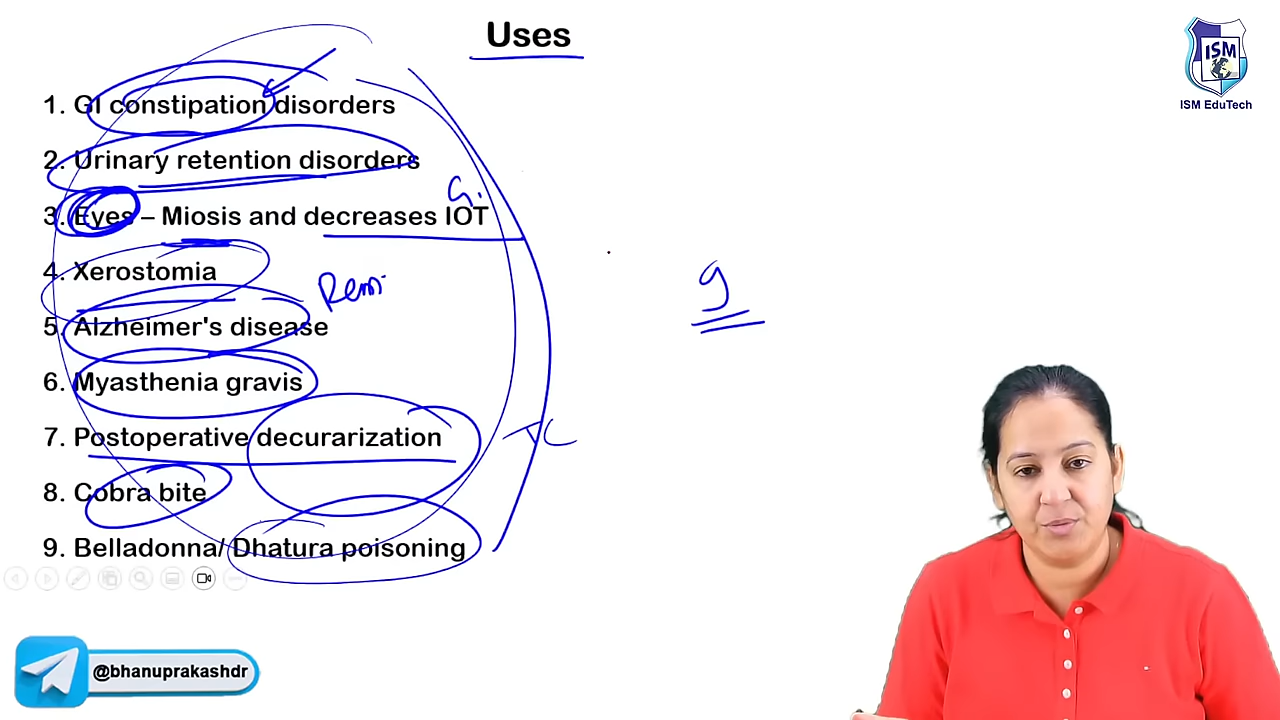 Uses
ISM
ISM EduTech
1. GI constipation disorders
2. Urinary retention disorders
G.
3. Eyes – Miosis and decreases IOT
4. Xerostomia
9
5. Alzheimer's disease
6. Myasthenia gravis
7. Postoperative decurarization
8. Cobra bite
9. Belladonna/ Dhatura poisoning
@bhanuprakashdr